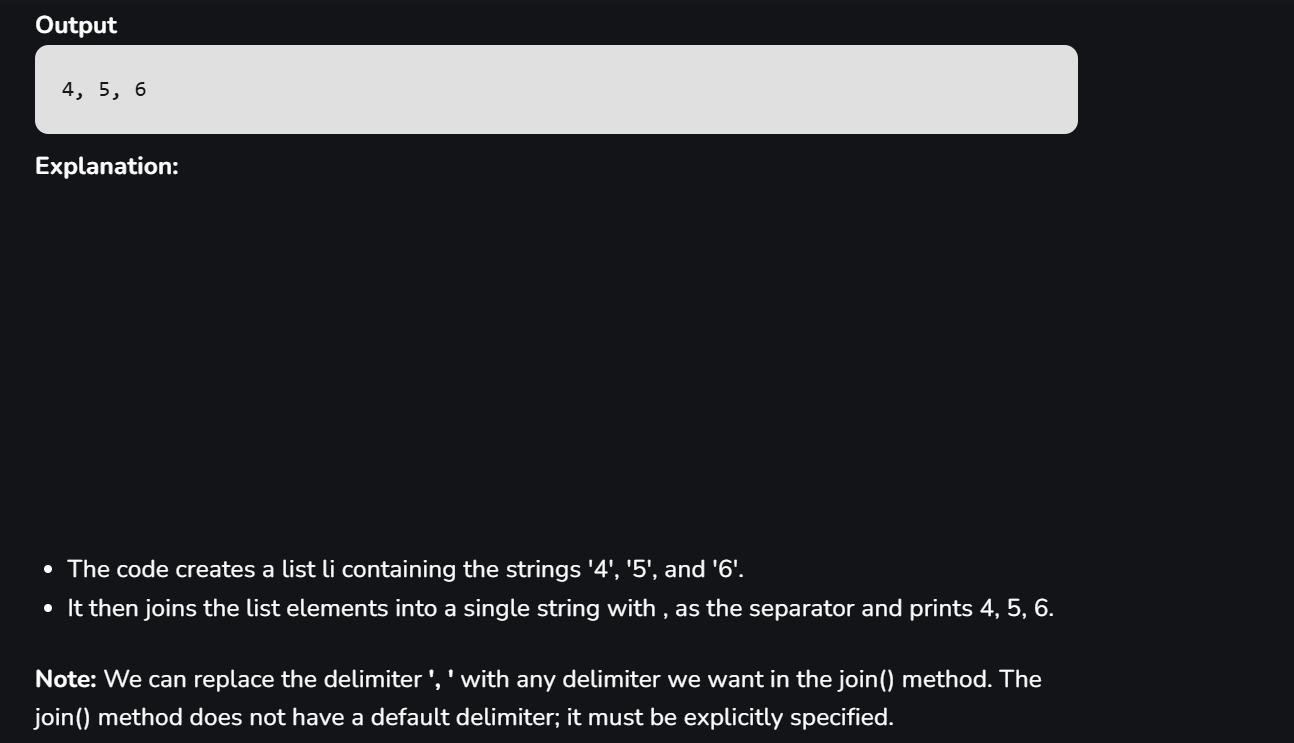 Output
4, 5, 6
Explanation:
• The code creates a list li containing the strings '4', '5', and '6'.
• It then joins the list elements into a single string with , as the separator and prints 4, 5, 6.
Note: We can replace the delimiter ', ' with any delimiter we want in the join() method. The
join() method does not have a default delimiter; it must be explicitly specified.